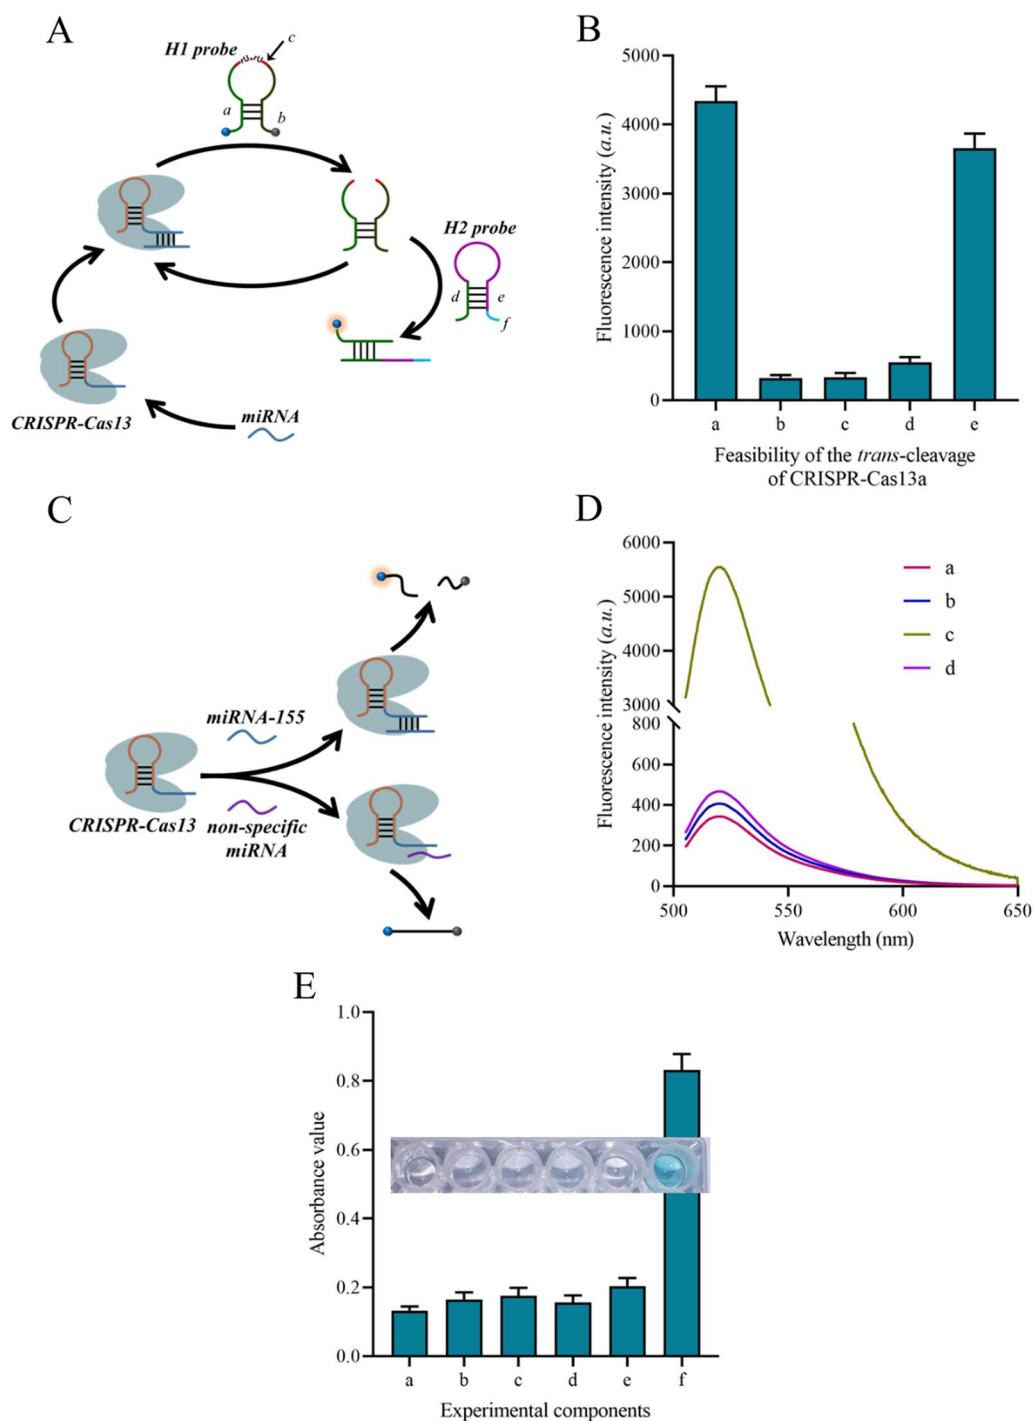 A
H1 probe
c
rU
rU
a
b
H2 probe
d
e
f
CRISPR-Cas13
miRNA
B
Fluorescence intensity (a.u.)
5000
4000
3000
2000
1000
0
a
b
c
d
e
Feasibility of the trans-cleavage
of CRISPR-Cas13a
C
miRNA-155
CRISPR-Cas13
non-specific
miRNA
D
Fluorescence intensity (a.u.)
6000
5000
4000
3000
800
600
400
200
0
500
550
600
650
Wavelength (nm)
a
b
c
d
E
Absorbance value
1.0
0.8
0.6
0.4
0.2
0.0
a
b
c
d
e
f
Experimental components